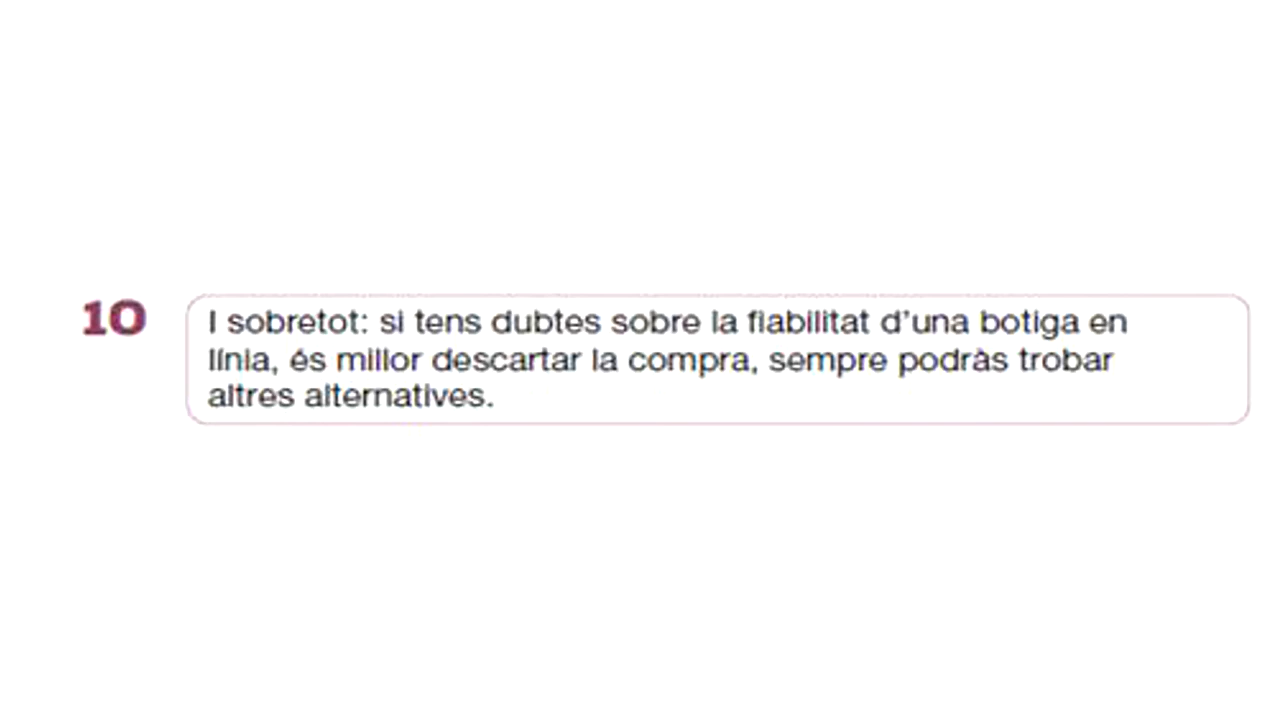 10
I sobretot: si tens dubtes sobre la fiabilitat d'una botiga en
línia, és millor descartar la compra, sempre podràs trobar
altres alternatives.